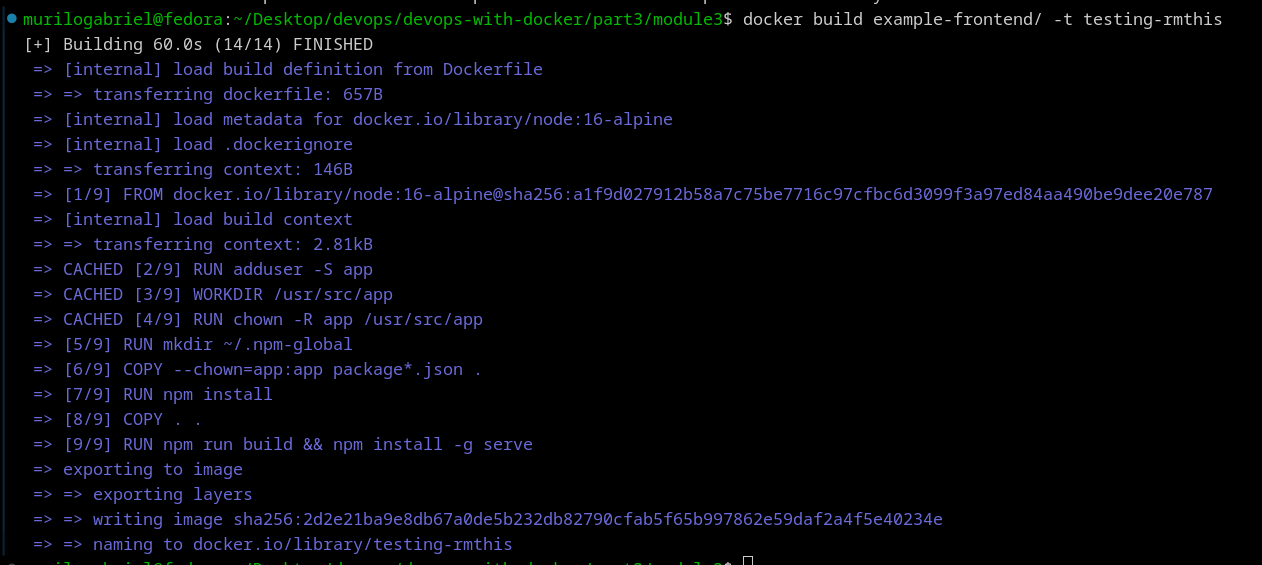 murilogabriel@fedora:~/Desktop/devops/devops-with-docker/part3/module3$ docker build example-frontend/ -t testing-rmthis
[+] Building 60.0s (14/14) FINISHED
=> [internal] load build definition from Dockerfile
=> => transferring dockerfile: 657B
=> [internal] load metadata for docker.io/library/node:16-alpine
=> [internal] load .dockerignore
=> => transferring context: 146B
=> [1/9] FROM docker.io/library/node:16-alpine@sha256:a1f9d027912b58a7c75be7716c97cfbc6d3099f3a97ed84aa490be9dee20e787
=> [internal] load build context
=> => transferring context: 2.81kB
=> CACHED [2/9] RUN adduser -S app
=> CACHED [3/9] WORKDIR /usr/src/app
=> CACHED [4/9] RUN chown -R app /usr/src/app
=> [5/9] RUN mkdir ~/.npm-global
=> [6/9] COPY --chown=app:app package*.json .
=> [7/9] RUN npm install
=> [8/9] COPY . .
=> [9/9] RUN npm run build && npm install -g serve
=> exporting to image
=> => exporting layers
=> => writing image sha256:2d2e21ba9e8db67a0de5b232db82790cfab5f65b997862e59daf2a4f5e40234e
=> => naming to docker.io/library/testing-rmthis